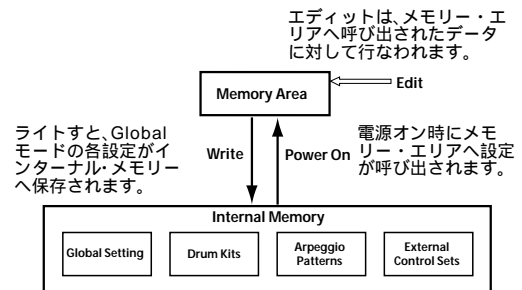 エディットは、メモリー・エ
リアへ呼び出されたデータ
に対して行なわれます。
Memory Area
Edit
ライトすと、Global
モードの各設定がイ
ンターナル・メモリー
へ保存されます。
Write
Power On
電源オン時にメモ
リー・エリアへ設定
が呼び出されます。
Internal Memory
Global Setting
Drum Kits
Arpeggio
Patterns
External
Control Sets